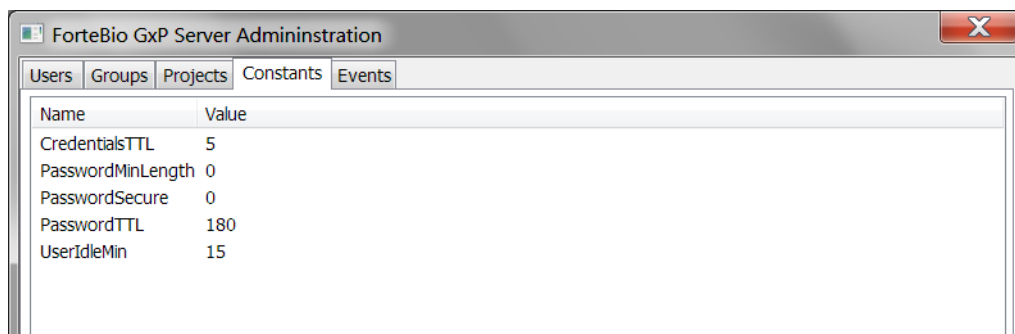 ForteBio GxP Server Admininstration
Users Groups Projects Constants Events
Name Value
CredentialsTTL 5
PasswordMinLength 0
PasswordSecure 0
PasswordTTL 180
UserIdleMin 15